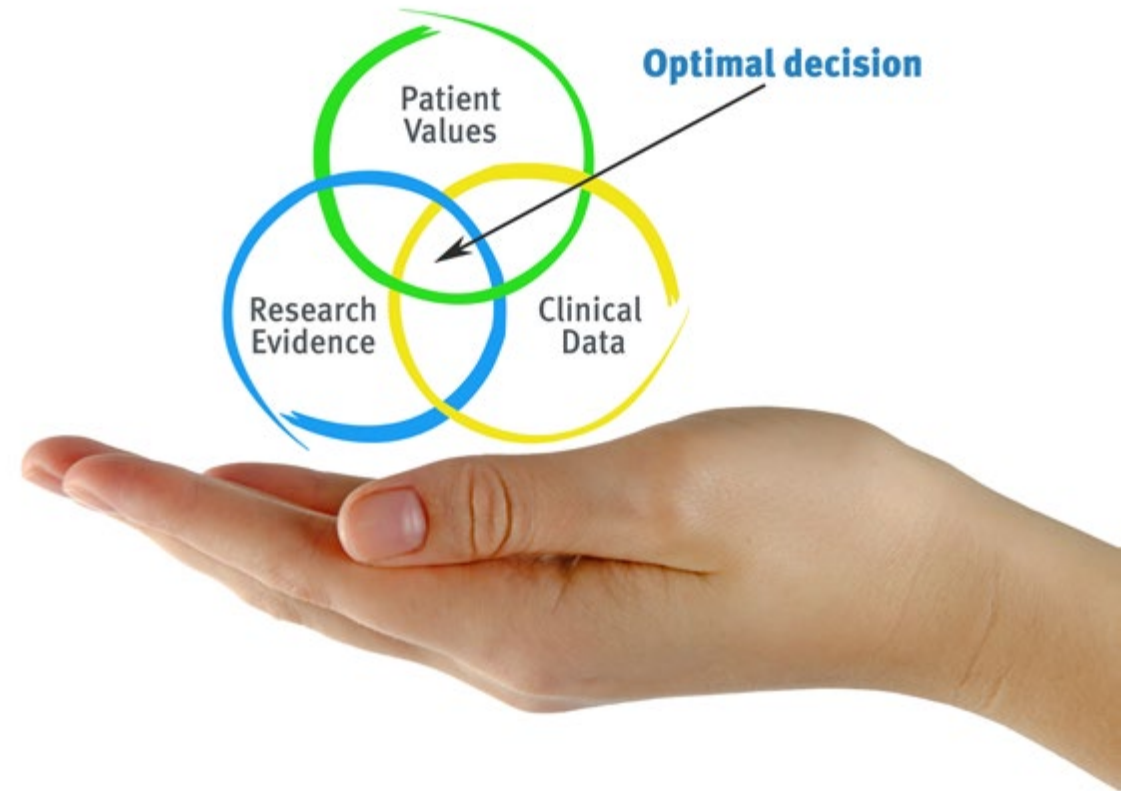 Optimal decision
Patient
Values
Research
Evidence
Clinical
Data